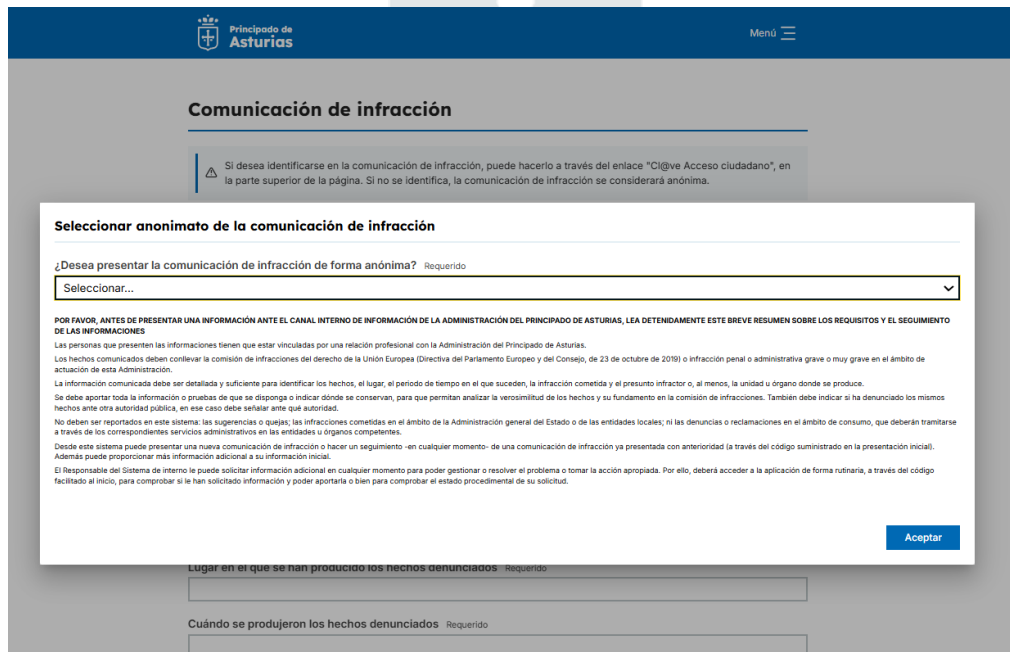 Principado de
Asturias
Menú
Comunicación de infracción
Si desea identificarse en la comunicación de infracción, puede hacerlo a través del enlace "Cl@ve Acceso ciudadano", en
la parte superior de la página. Si no se identifica, la comunicación de infracción se considerará anónima.
Seleccionar anonimato de la comunicación de infracción
¿Desea presentar la comunicación de infracción de forma anónima? Requerido
Seleccionar...
POR FAVOR, ANTES DE PRESENTAR UNA INFORMACIÓN ANTE EL CANAL INTERNO DE INFORMACIÓN DE LA ADMINISTRACIÓN DEL PRINCIPADO DE ASTURIAS, LEA DETENIDAMENTE ESTE BREVE RESUMEN SOBRE LOS REQUISITOS Y EL SEGUIMIENTO
DE LAS INFORMACIONES
Las personas que presenten las informaciones tienen que estar vinculadas por una relación profesional con la Administración del Principado de Asturias.
Los hechos comunicados deben conllevar la comisión de infracciones del derecho de la Unión Europea (Directiva del Parlamento Europeo y del Consejo, de 23 de octubre de 2019) o infracción penal o administrativa grave o muy grave en el ámbito de
actuación de esta Administración.
La información comunicada debe ser detallada y suficiente para identificar los hechos, el lugar, el periodo de tiempo en el que suceden, la infracción cometida y el presunto infractor o, al menos, la unidad u órgano donde se produce.
Se debe aportar toda la información o pruebas de que se disponga o indicar dónde se conservan, para que permitan analizar la verosimilitud de los hechos y su fundamento en la comisión de infracciones. También debe indicar si ha denunciado los mismos
hechos ante otra autoridad pública, en ese caso debe señalar ante qué autoridad.
No deben ser reportados en este sistema: las sugerencias o quejas; las infracciones cometidas en el ámbito de la Administración general del Estado o de las entidades locales; ni las denuncias o reclamaciones en el ámbito de consumo, que deberán tramitarse
a través de los correspondientes servicios administrativos en las entidades u órganos competentes.
Desde este sistema puede presentar una nueva comunicación de infracción o hacer un seguimiento -en cualquier momento- de una comunicación de infracción ya presentada con anterioridad (a través del código suministrado en la presentación inicial).
Además puede proporcionar más información adicional a su información inicial.
El Responsable del Sistema de interno le puede solicitar información adicional en cualquier momento para poder gestionar o resolver el problema o tomar la acción apropiada. Por ello, deberá acceder a la aplicación de forma rutinaria, a través del código
facilitado al inicio, para comprobar si le han solicitado información y poder aportarla o bien para comprobar el estado procedimental de su solicitud.
Aceptar
Lugar en el que se han producido los hechos denunciados Requerido
Cuándo se produjeron los hechos denunciados Requerido